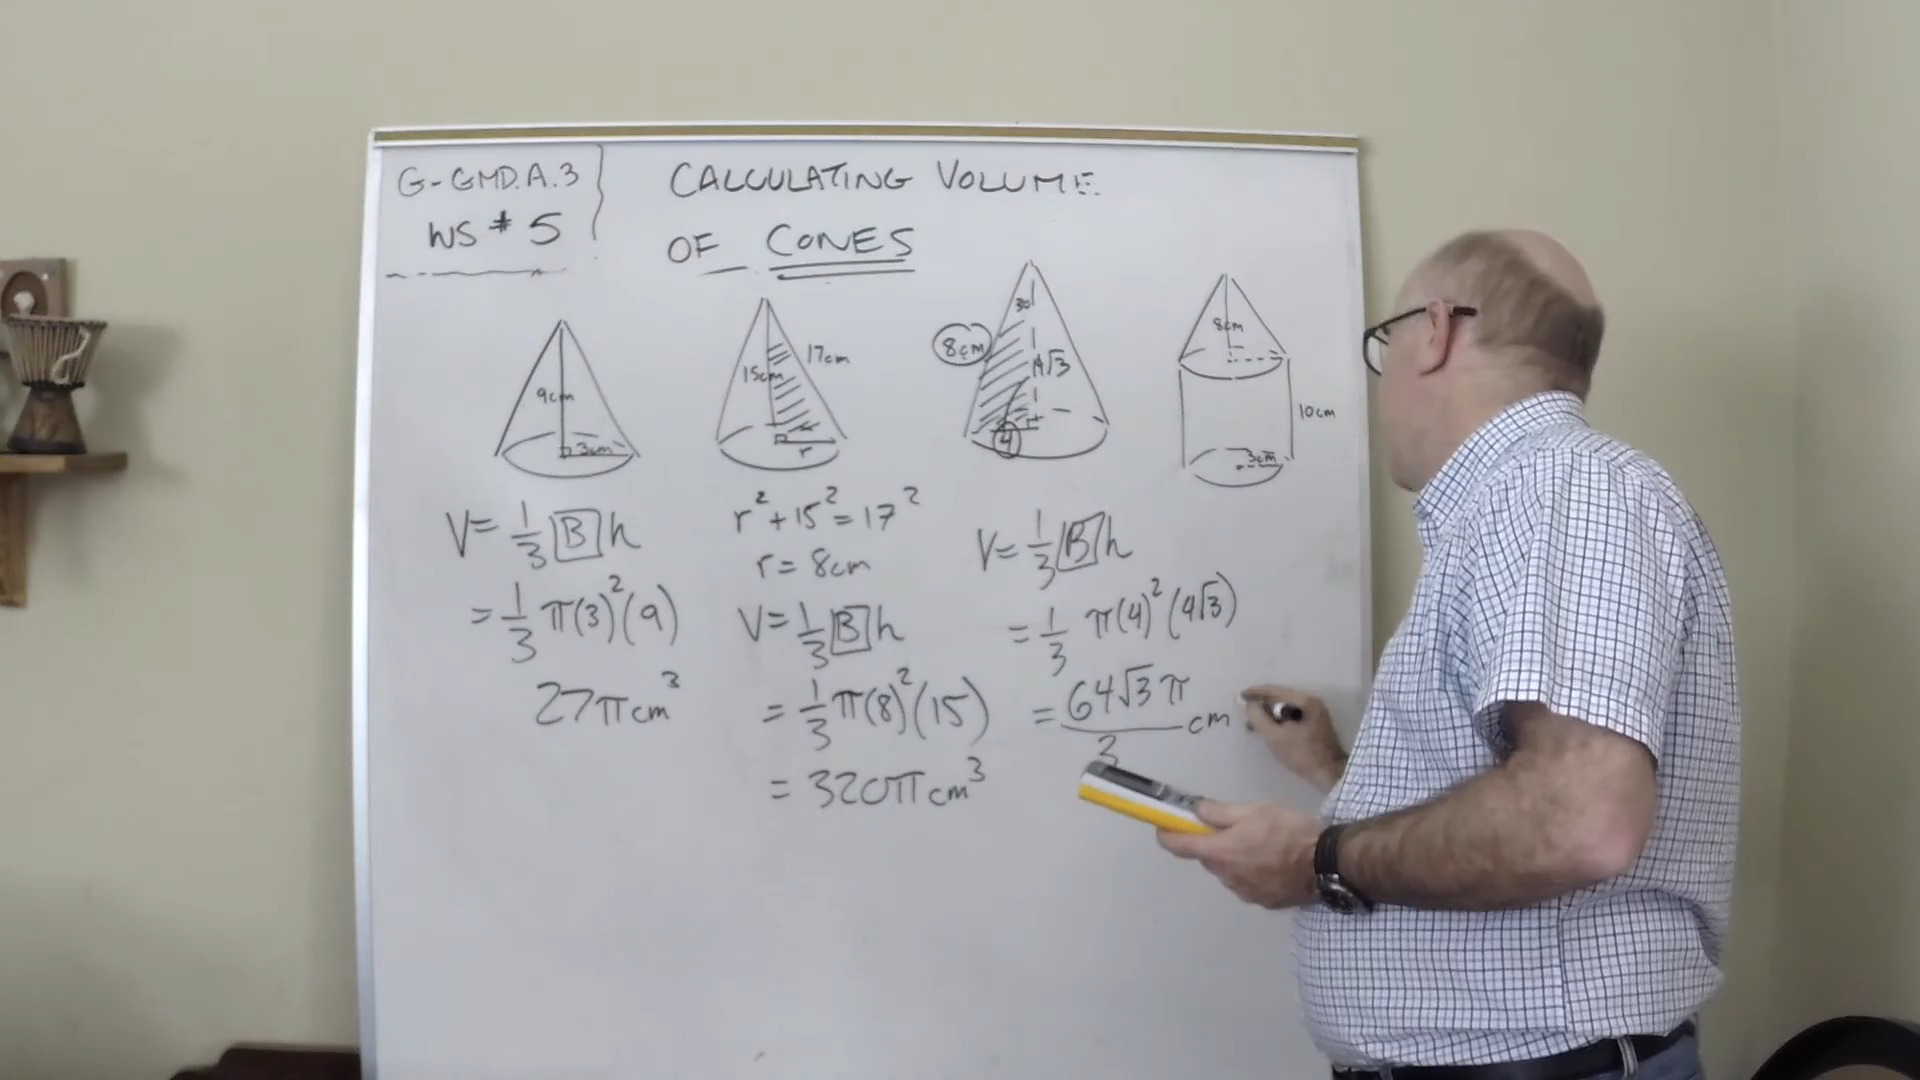 G-GMD.A.3
WS # 5
CALCULATING VOLUME
OF CONES
9cm
3cm
V = 1/3 B h
= 1/3 π(3)²(9)
27π cm³
15cm
17cm
r
r² + 15² = 17²
r = 8cm
V = 1/3 B h
= 1/3 π(8)²(15)
= 320π cm³
30
8cm
4√3
4
V = 1/3 B h
= 1/3 π(4)²(4√3)
= 64√3 π / 3 cm
8cm
10cm
3cm